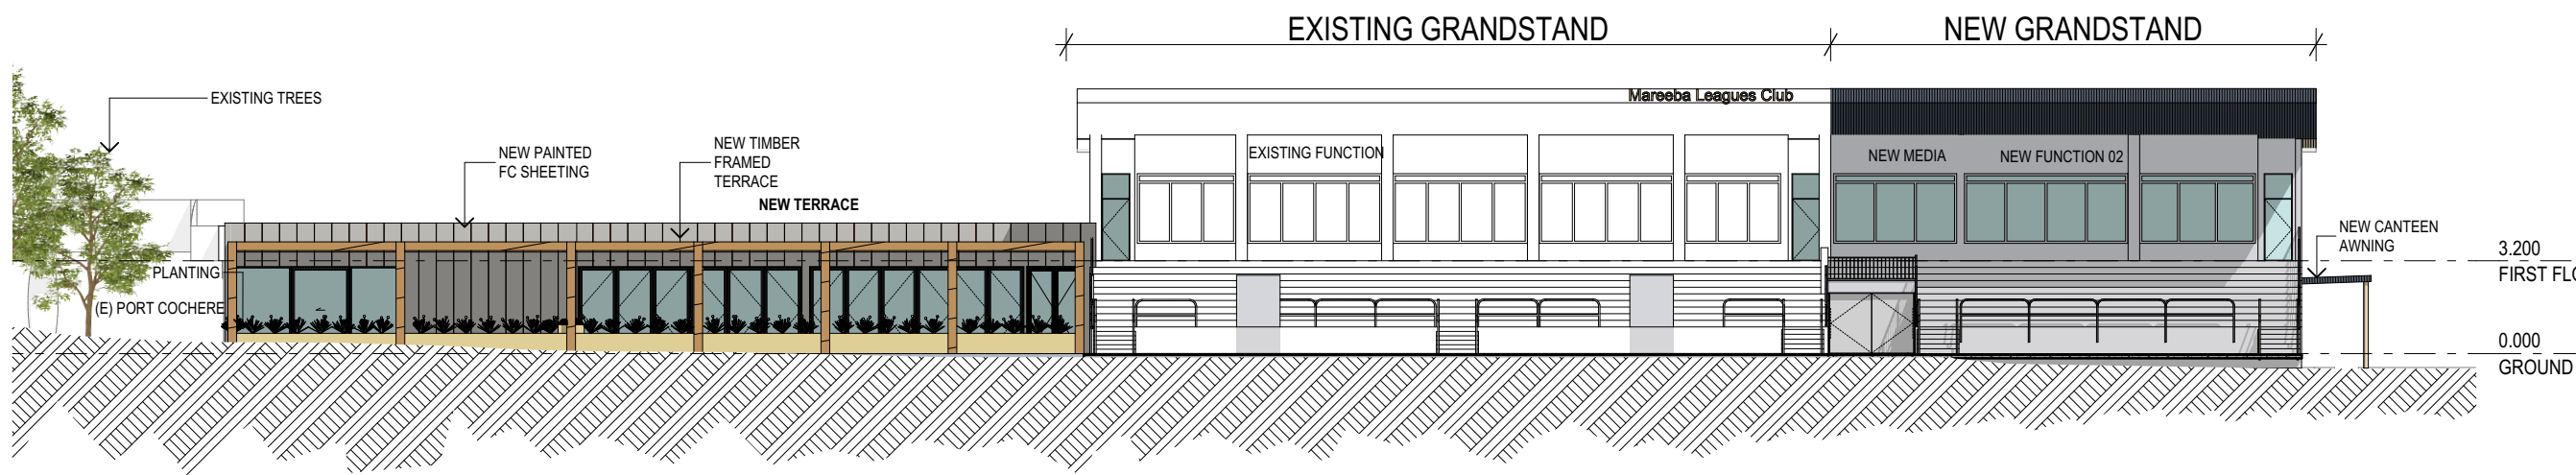 EXISTING GRANDSTAND
NEW GRANDSTAND
EXISTING TREES
Mareeba Leagues Club
NEW PAINTED
FC SHEETING
NEW TIMBER
FRAMED
TERRACE
NEW TERRACE
EXISTING FUNCTION
NEW MEDIA
NEW FUNCTION 02
NEW CANTEEN
AWNING
3.200
FIRST FLO
PLANTING
(E) PORT COCHERE
0.000
GROUND